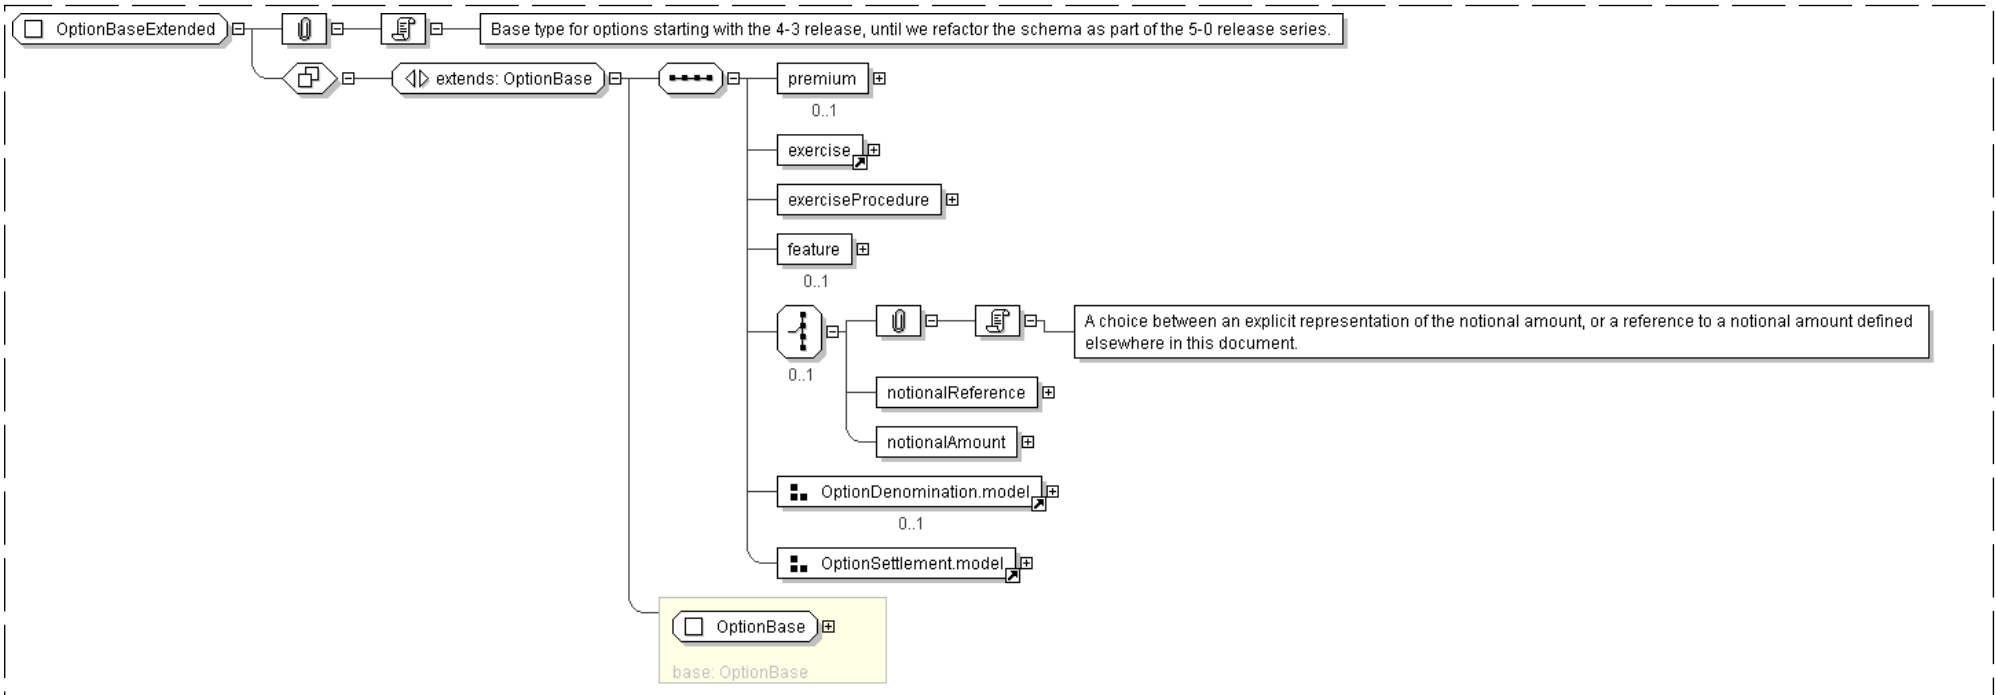 OptionBaseExtended
Base type for options starting with the 4-3 release, until we refactor the schema as part of the 5-0 release series.
extends: OptionBase
premium
0..1
exercise
exerciseProcedure
feature
0..1
A choice between an explicit representation of the notional amount, or a reference to a notional amount defined
elsewhere in this document.
0..1
notionalReference
notionalAmount
OptionDenomination.model
0..1
OptionSettlement.model
OptionBase
base: OptionBase